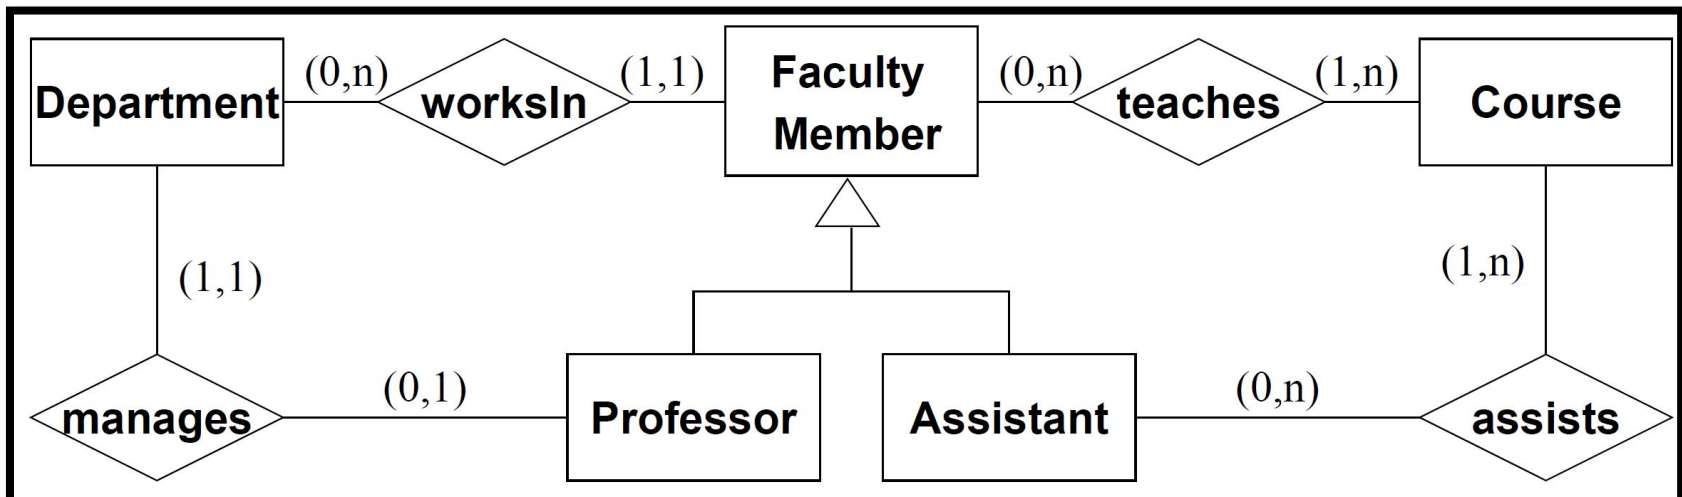 Department
(0,n)
worksIn
(1,1)
Faculty
Member
(0,n)
teaches
(1,n)
Course
(1,1)
(1,n)
manages
(0,1)
Professor
Assistant
(0,n)
assists